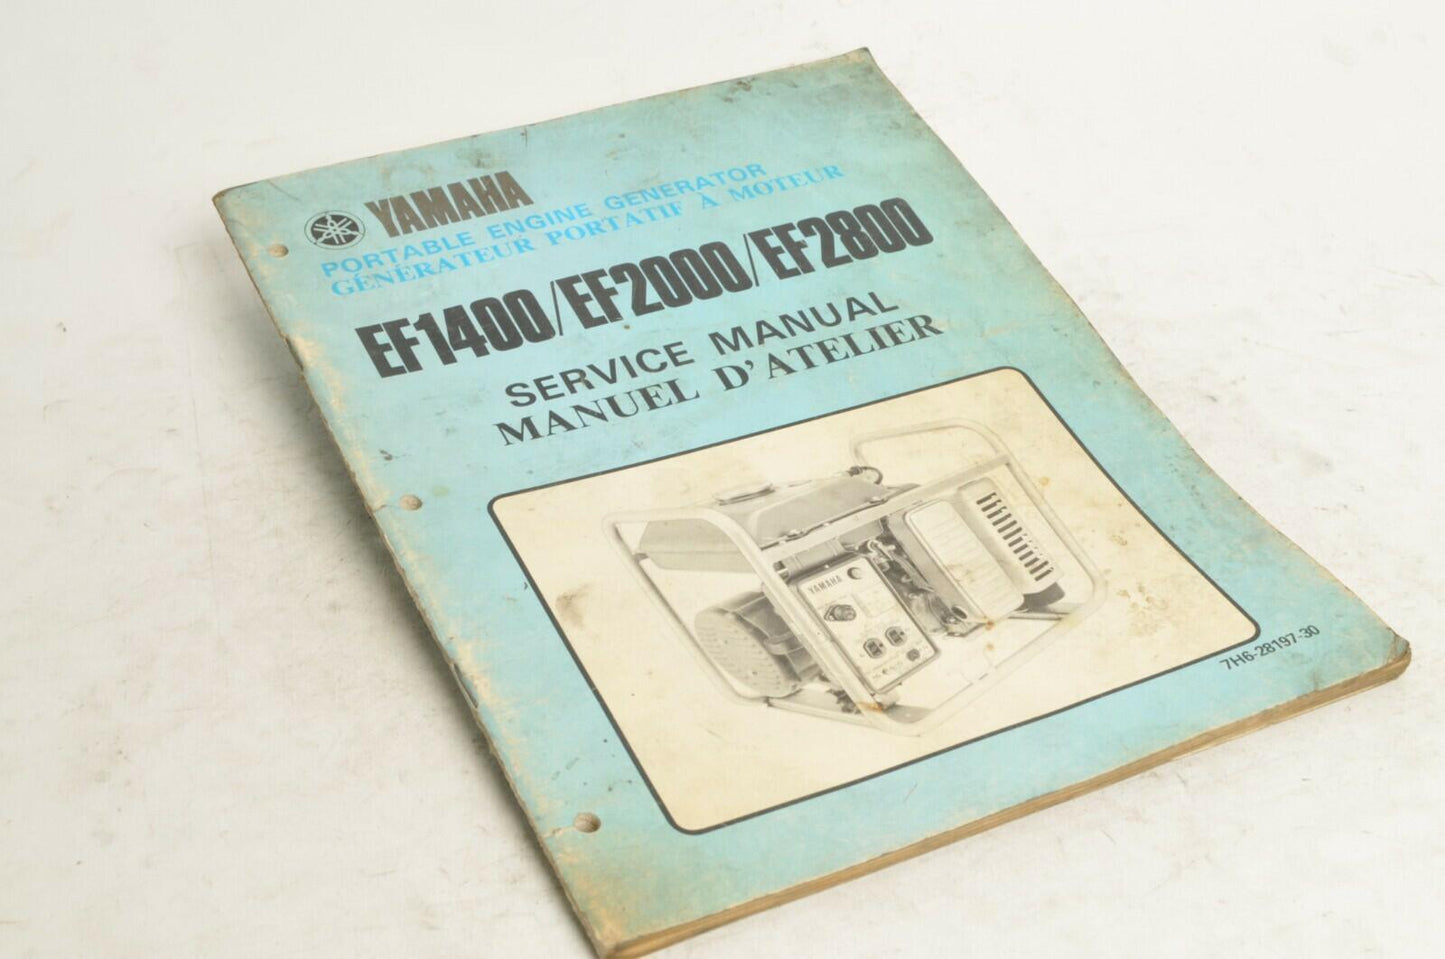 YAMAHA
PORTABLE ENGINE GENERATOR
GÉNÉRATEUR PORTATIF À MOTEUR
EF1400/EF2000/EF2800
SERVICE MANUAL
MANUEL D'ATELIER
YAMAHA
7H6-28197-30